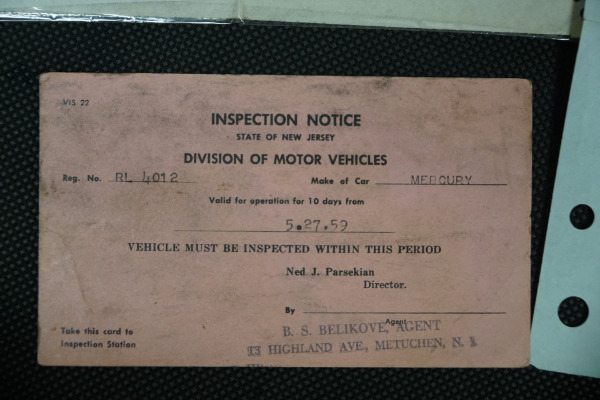 VIS 22
INSPECTION NOTICE
STATE OF NEW JERSEY
DIVISION OF MOTOR VEHICLES
Reg. No. RL 4012 Make of Car MERCURY
Valid for operation for 10 days from
5.27.59
VEHICLE MUST BE INSPECTED WITHIN THIS PERIOD
Ned J. Parsekian
Director.
By
Agent
B. S. BELIKOVE, AGENT
13 HIGHLAND AVE, METUCHEN, N. J.
Take this card to
Inspection Station